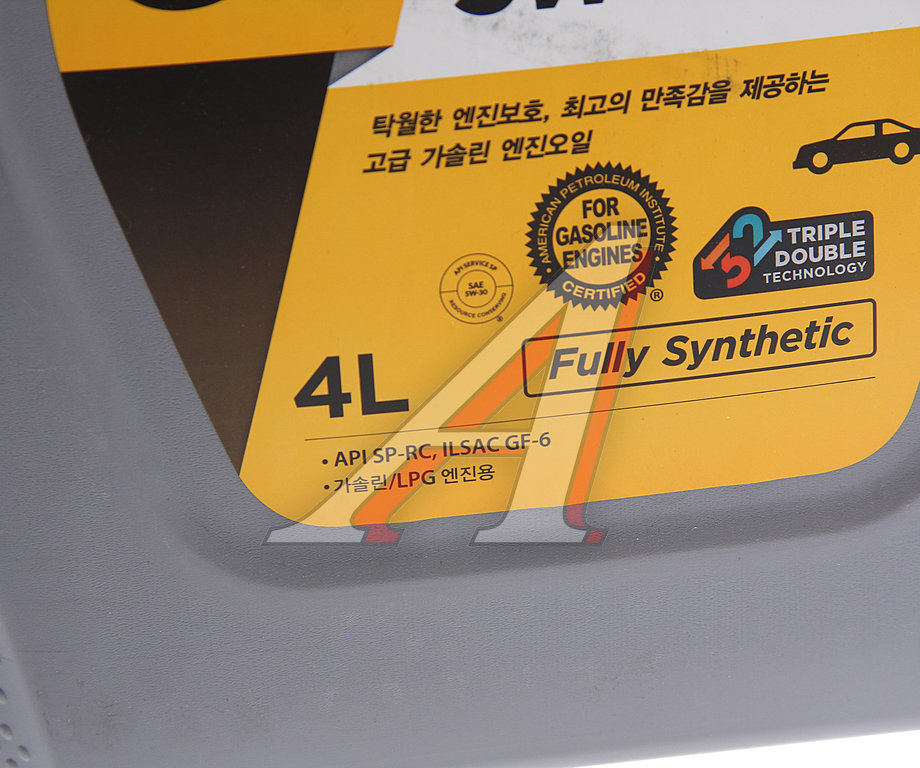 탁월한 엔진보호, 최고의 만족감을 제공하는
고급 가솔린 엔진오일
AMERICAN PETROLEUM INSTITUTE
FOR
GASOLINE
ENGINES
CERTIFIED
®
TRIPLE
DOUBLE
TECHNOLOGY
API SERVICE SP
SAE
5W-30
RESOURCE CONSERVING
®
Fully Synthetic
4L
• API SP-RC, ILSAC GF-6
• 가솔린/LPG 엔진용